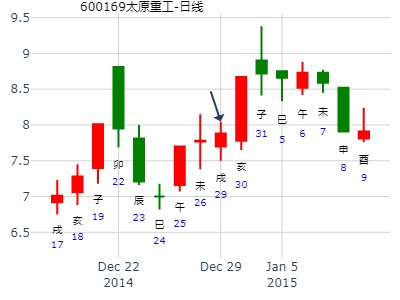 600169太原重工-日线
9.5
9
8.5
8
7.5
7
6.5
戌
17
亥
18
子
19
卯
22
辰
23
巳
24
午
25
未
26
戌
29
亥
30
子
31
巳
5
午
6
未
7
申
8
酉
9
Dec 22
2014
Dec 29
Jan 5
2015